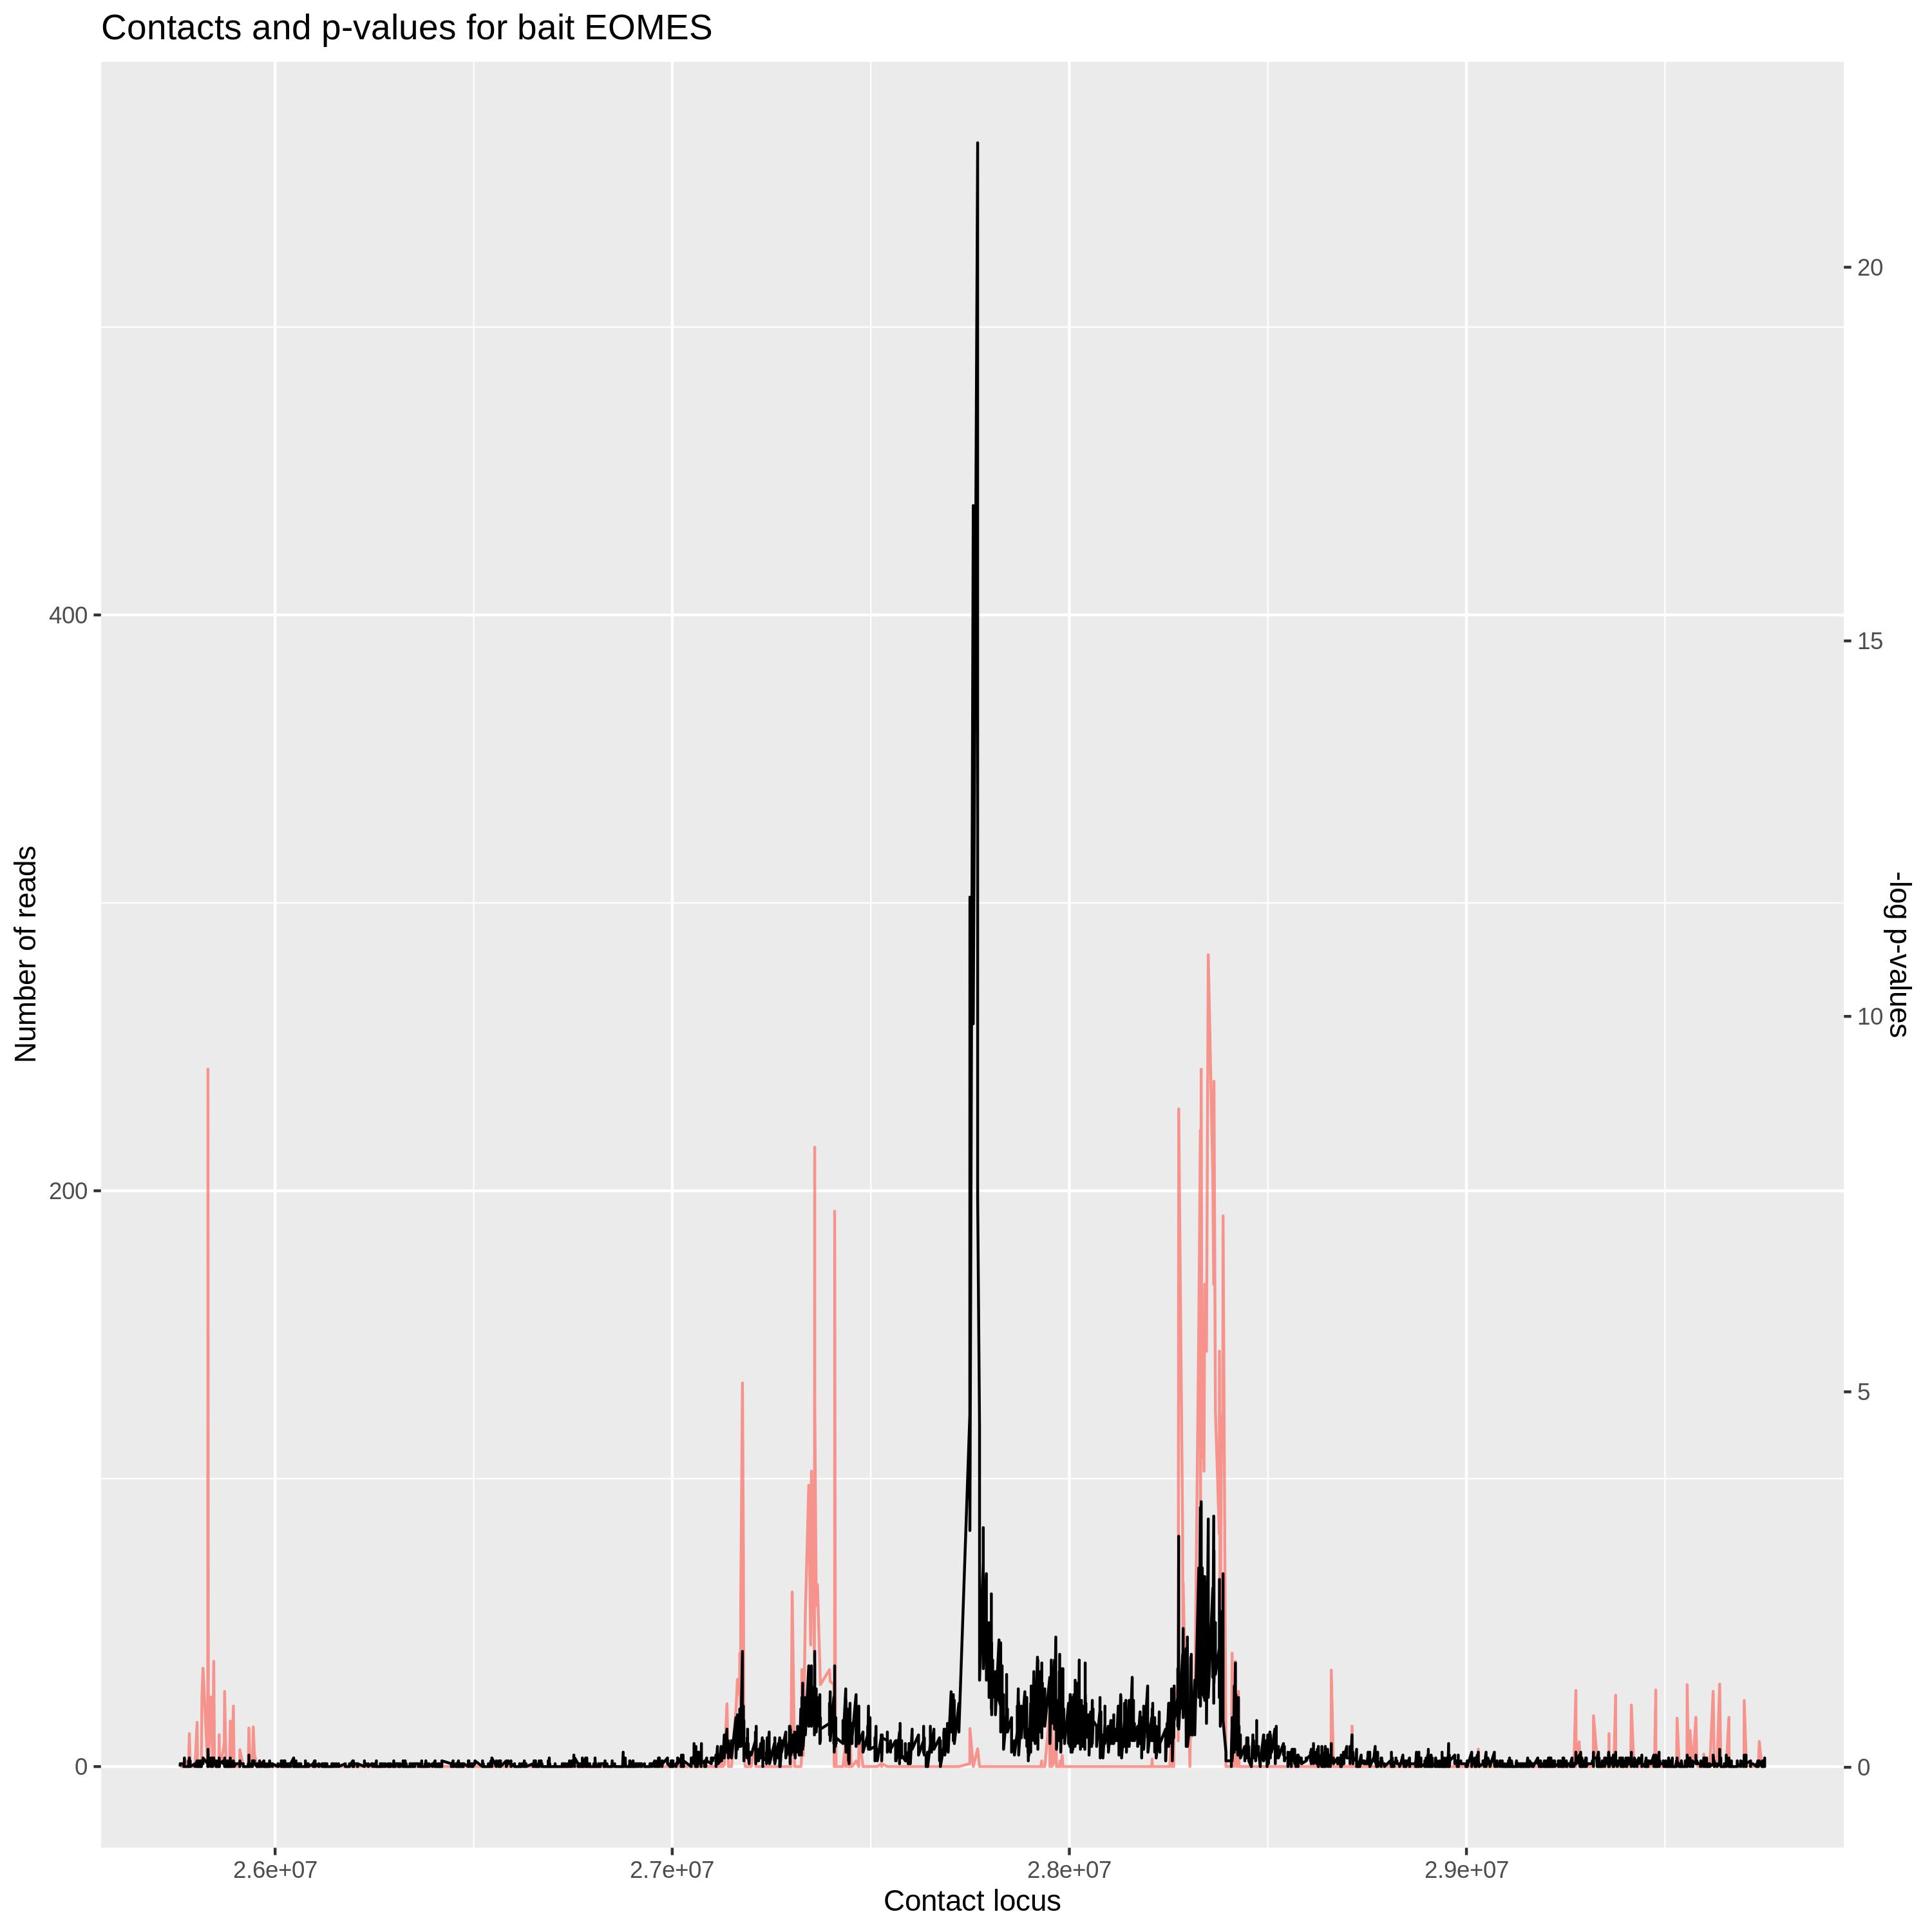 Contacts and p-values for bait EOMES
Number of reads
400
200
0
20
15
10
5
0
-log p-values
2.6e+07
2.7e+07
2.8e+07
2.9e+07
Contact locus